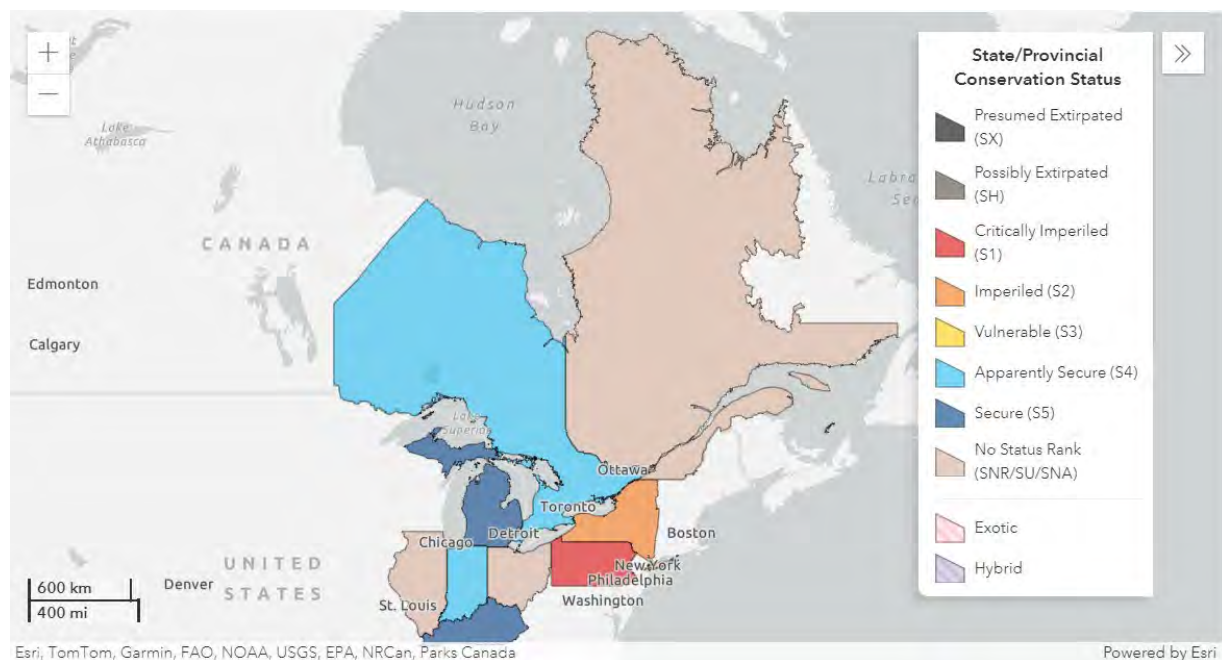 +
−
Lake
Athabasca
CANADA
Edmonton
Calgary
Hudson
Bay
Lake
Superior
Ottawa
Toronto
Detroit
Chicago
Boston
New York
Philadelphia
Washington
UNITED
STATES
Denver
St. Louis
600 km
400 mi
State/Provincial
Conservation Status
Presumed Extirpated
(SX)
Possibly Extirpated
(SH)
Critically Imperiled
(S1)
Imperiled (S2)
Vulnerable (S3)
Apparently Secure (S4)
Secure (S5)
No Status Rank
(SNR/SU/SNA)
Exotic
Hybrid
Esri, TomTom, Garmin, FAO, NOAA, USGS, EPA, NRCan, Parks Canada
Powered by Esri